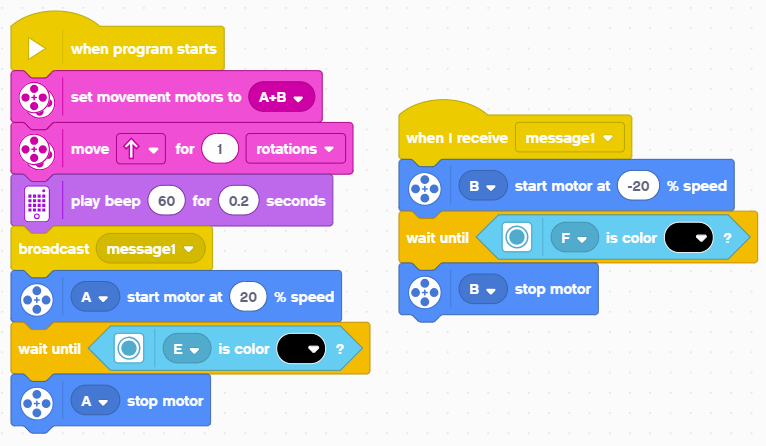 when program starts
set movement motors to A+B
move for 1 rotations
play beep 60 for 0.2 seconds
broadcast message1
A start motor at 20 % speed
wait until E is color ?
A stop motor
when I receive message1
B start motor at -20 % speed
wait until F is color ?
B stop motor